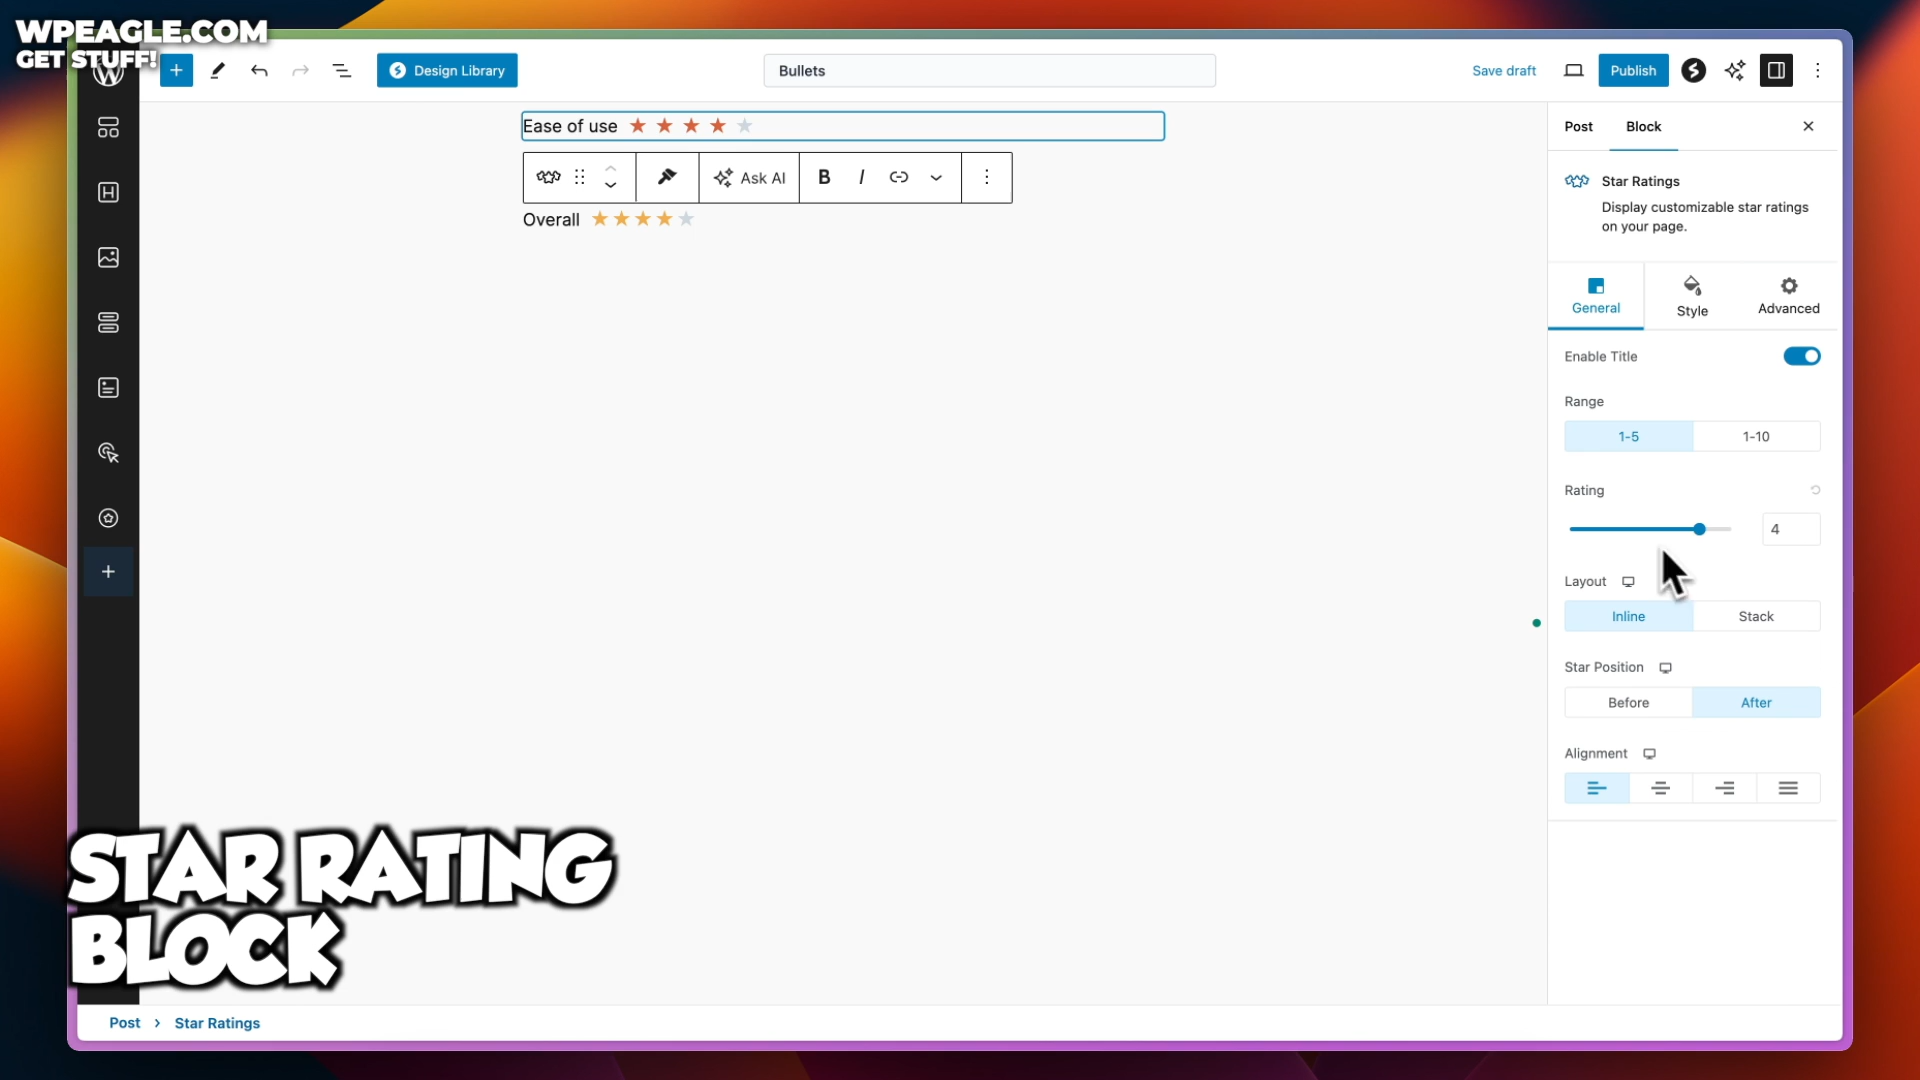 WPEAGLE.COM
GET STUFF!
Design Library
Bullets
Save draft
Publish
Ease of use
Ask AI
B I
Overall
Post Block
Star Ratings
Display customizable star ratings
on your page.
General Style Advanced
Enable Title
Range
1-5 1-10
Rating
4
Layout
Inline Stack
Star Position
Before After
Alignment
STAR RATING
BLOCK
Post › Star Ratings